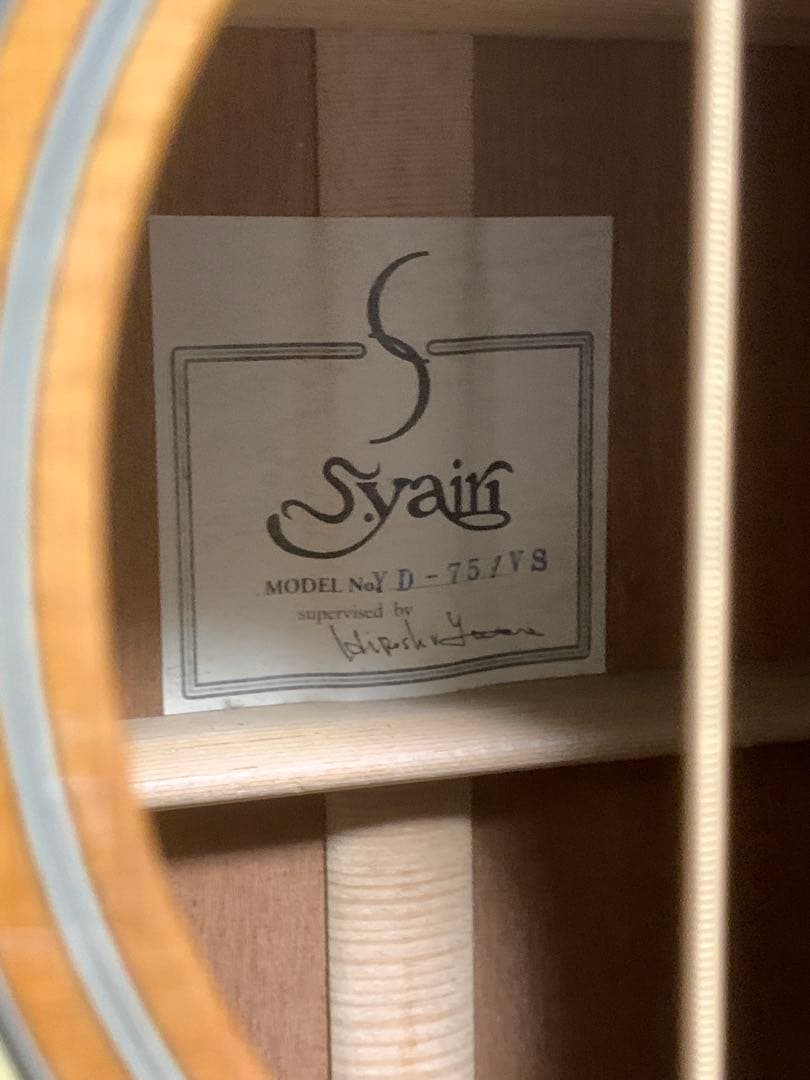 S
S.yairi
MODEL No. YD-75/VS
supervised by